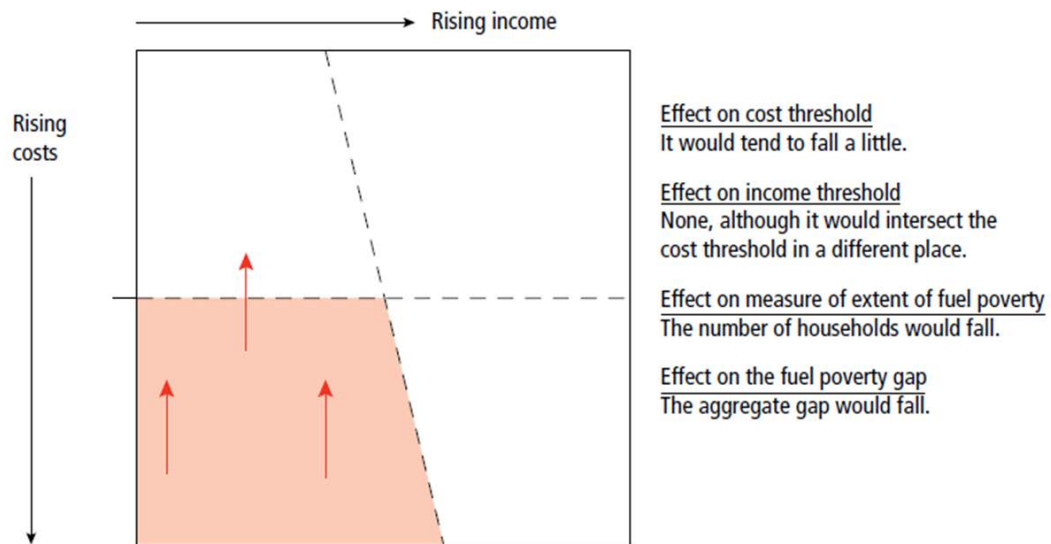 Rising income
Rising
costs
Effect on cost threshold
It would tend to fall a little.
Effect on income threshold
None, although it would intersect the
cost threshold in a different place.
Effect on measure of extent of fuel poverty
The number of households would fall.
Effect on the fuel poverty gap
The aggregate gap would fall.